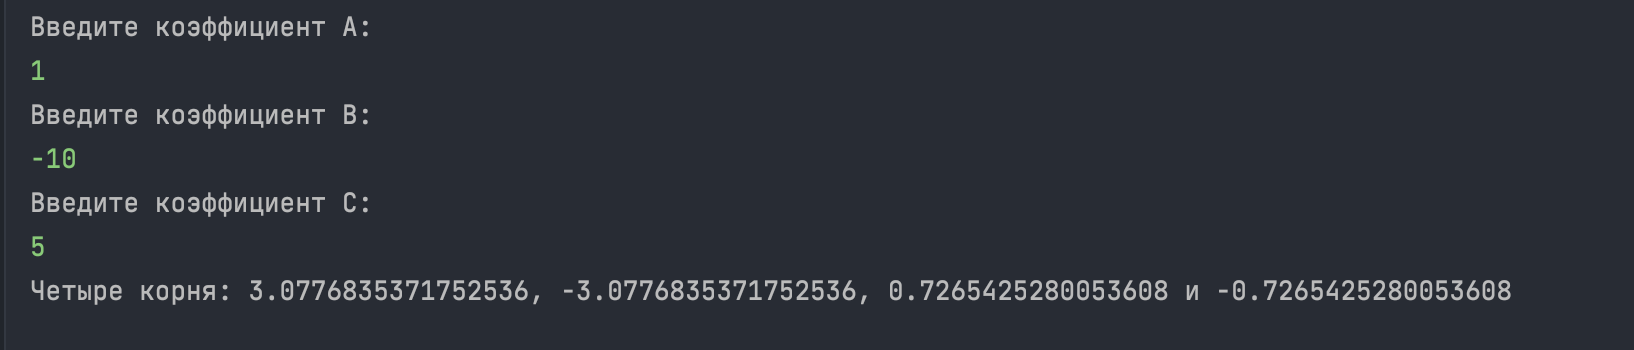 Введите коэффициент A:
1
Введите коэффициент B:
-10
Введите коэффициент C:
5
Четыре корня: 3.0776835371752536, -3.0776835371752536, 0.7265425280053608 и -0.7265425280053608